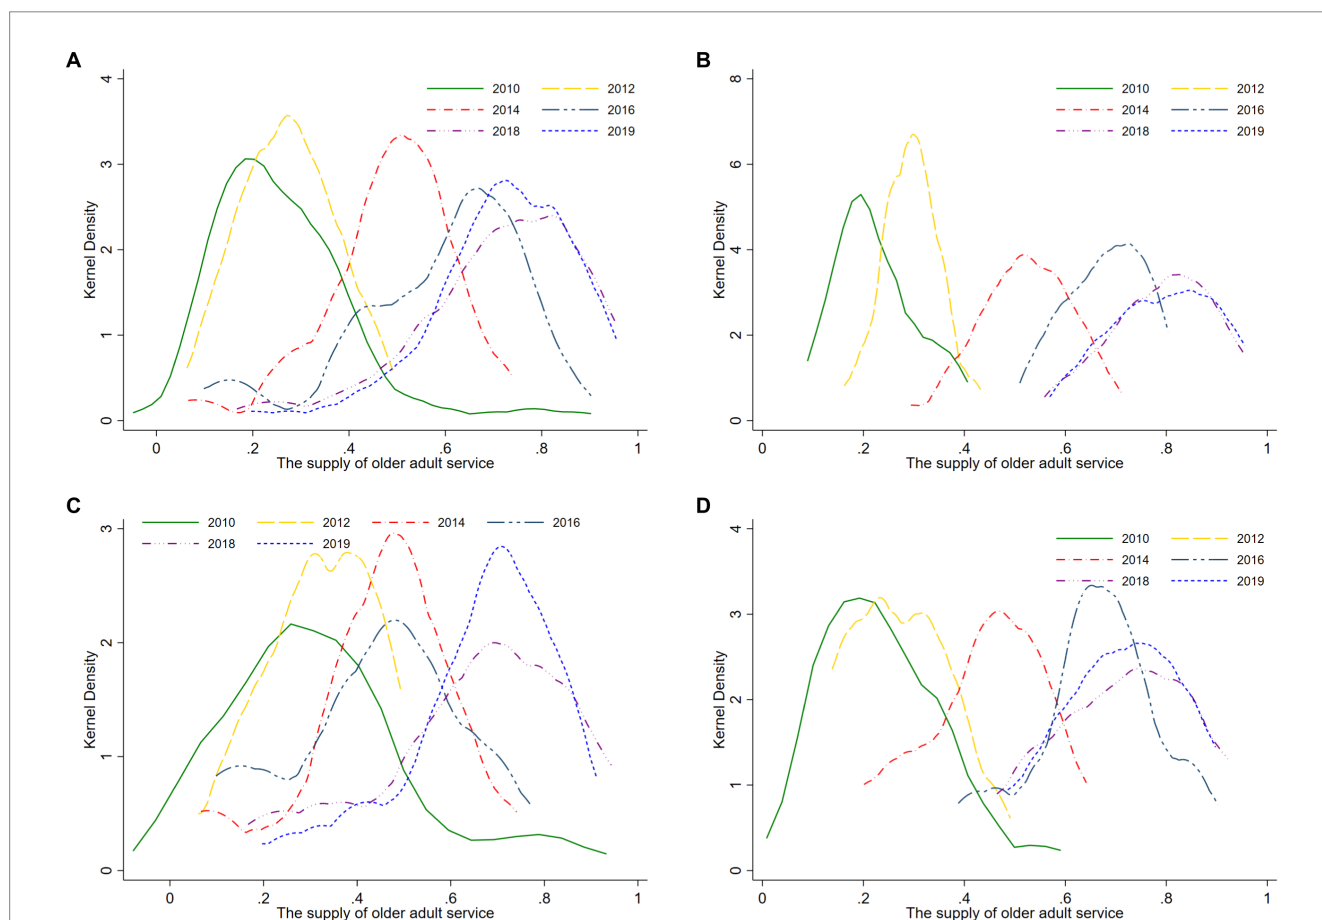 A
Kernel Density
4
3
2
1
0
2010 2012
2014 2016
2018 2019
0 .2 .4 .6 .8 1
The supply of older adult service
B
Kernel Density
8
6
4
2
0
2010 2012
2014 2016
2018 2019
0 .2 .4 .6 .8 1
The supply of older adult service
C
Kernel Density
3
2
1
0
2010 2012 2014 2016
2018 2019
0 .2 .4 .6 .8 1
The supply of older adult service
D
Kernel Density
4
3
2
1
0
2010 2012
2014 2016
2018 2019
0 .2 .4 .6 .8 1
The supply of older adult service